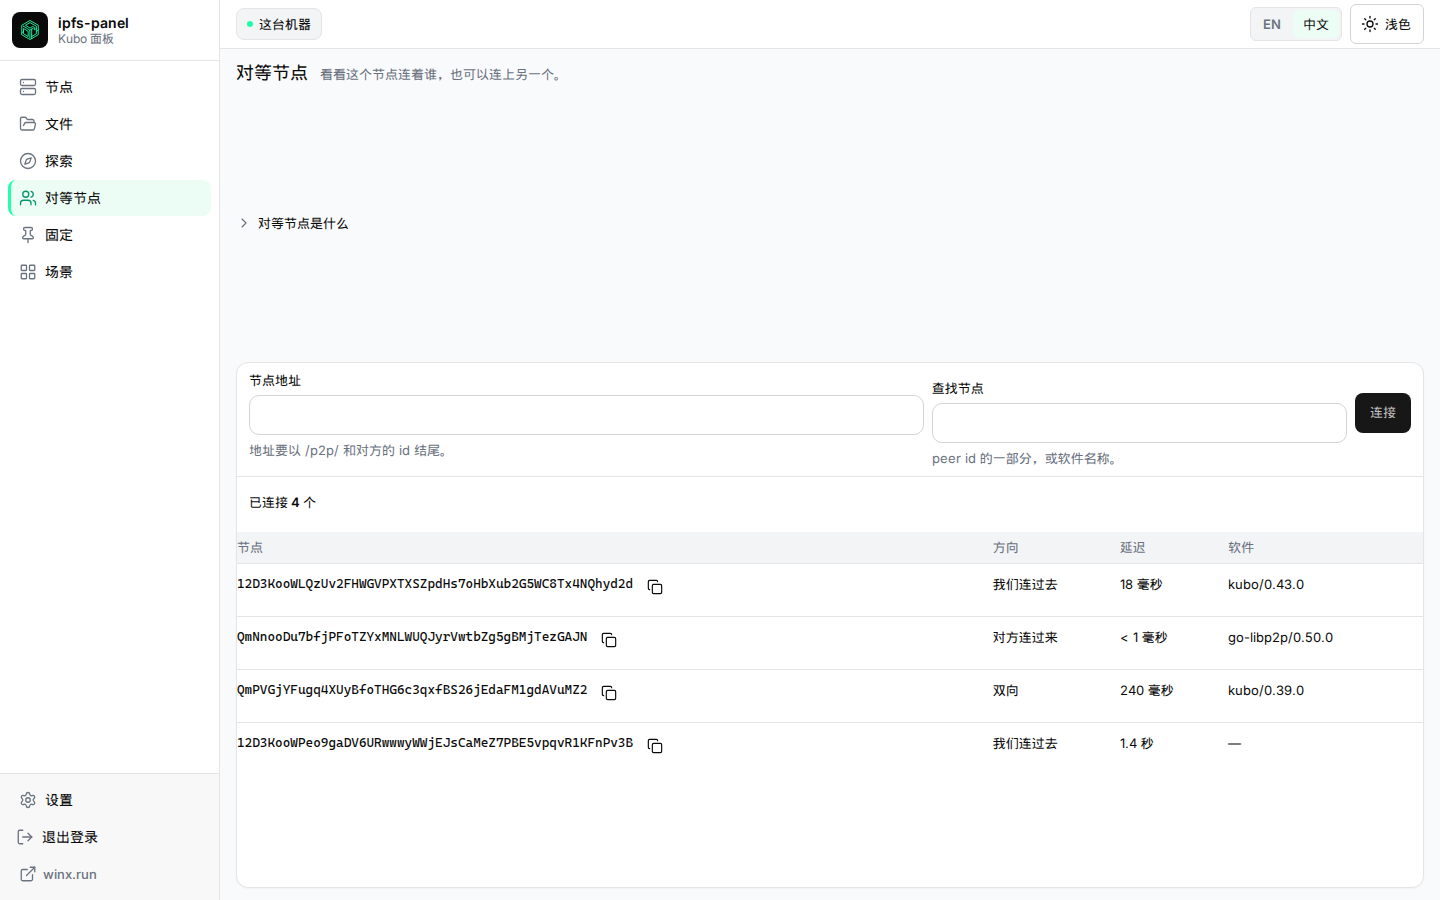 ipfs-panel
Kubo 面板
这台机器
EN
中文
浅色
节点
文件
探索
对等节点
固定
场景
设置
退出登录
winx.run
对等节点
看看这个节点连着谁，也可以连上另一个。
对等节点是什么
节点地址
地址要以 /p2p/ 和对方的 id 结尾。
查找节点
peer id 的一部分，或软件名称。
连接
已连接 4 个
节点 方向 延迟 软件
12D3KooWLQzUv2FHWGVPXTXSZpdHs7oHbXub2G5WC8Tx4NQhyd2d 我们连过去 18 毫秒 kubo/0.43.0
QmNnooDu7bfjPFoTZYxMNLWUQJyrVwtbZg5gBMjTezGAJN 对方连过来 < 1 毫秒 go-libp2p/0.50.0
QmPVGjYFugq4XUyBfoTHG6c3qxfBS26jEdaFM1gdAVuMZ2 双向 240 毫秒 kubo/0.39.0
12D3KooWPeo9gaDV6URwwwyWWjEJsCaMeZ7PBE5vpqvR1KFnPv3B 我们连过去 1.4 秒 —